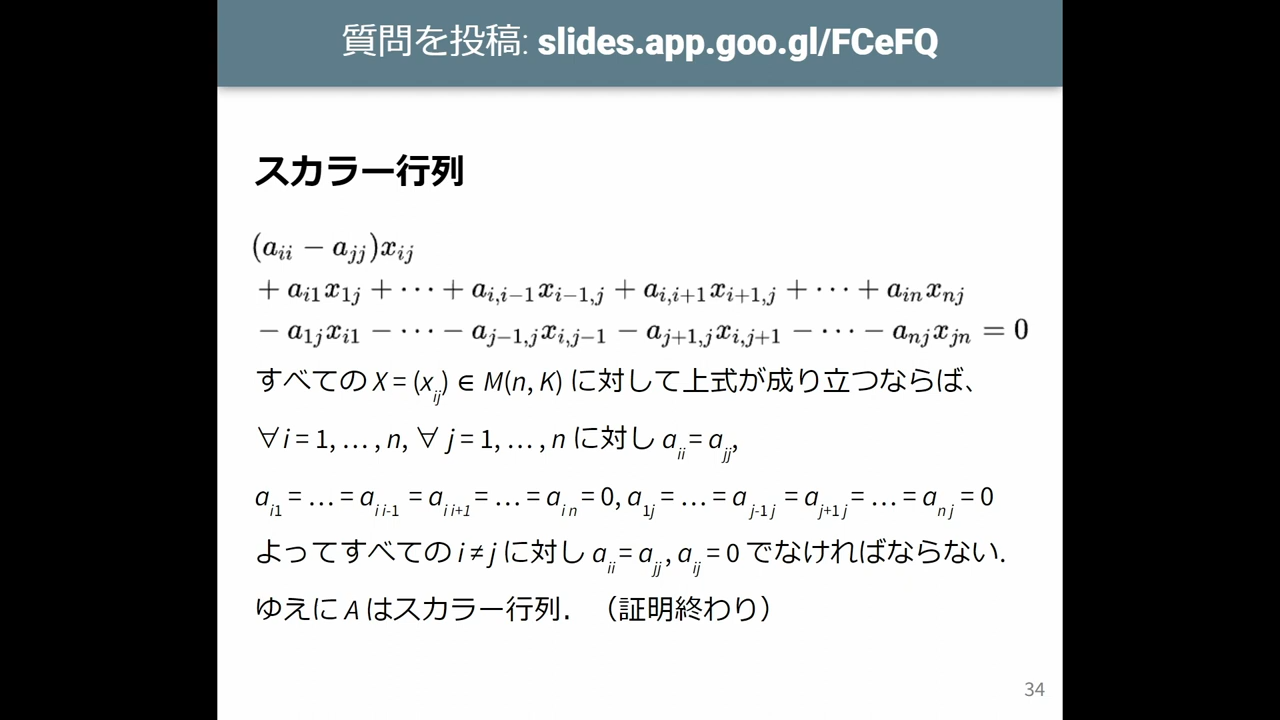 質問を投稿: slides.app.goo.gl/FCeFQ
スカラー行列
(a_{ii} − a_{jj})x_{ij}
+ a_{i1}x_{1j} + ··· + a_{i,i−1}x_{i−1,j} + a_{i,i+1}x_{i+1,j} + ··· + a_{in}x_{nj}
− a_{1j}x_{i1} − ··· − a_{j−1,j}x_{i,j−1} − a_{j+1,j}x_{i,j+1} − ··· − a_{nj}x_{jn} = 0
すべての X = (x_{ij}) ∈ M(n, K) に対して上式が成り立つならば、
∀i = 1, … , n, ∀ j = 1, … , n に対し a_{ii} = a_{jj},
a_{i1} = … = a_{i i-1} = a_{i i+1} = … = a_{i n} = 0, a_{1j} = … = a_{j-1 j} = a_{j+1 j} = … = a_{n j} = 0
よってすべての i ≠ j に対し a_{ii} = a_{jj} , a_{ij} = 0 でなければならない.
ゆえに A はスカラー行列. （証明終わり）
34